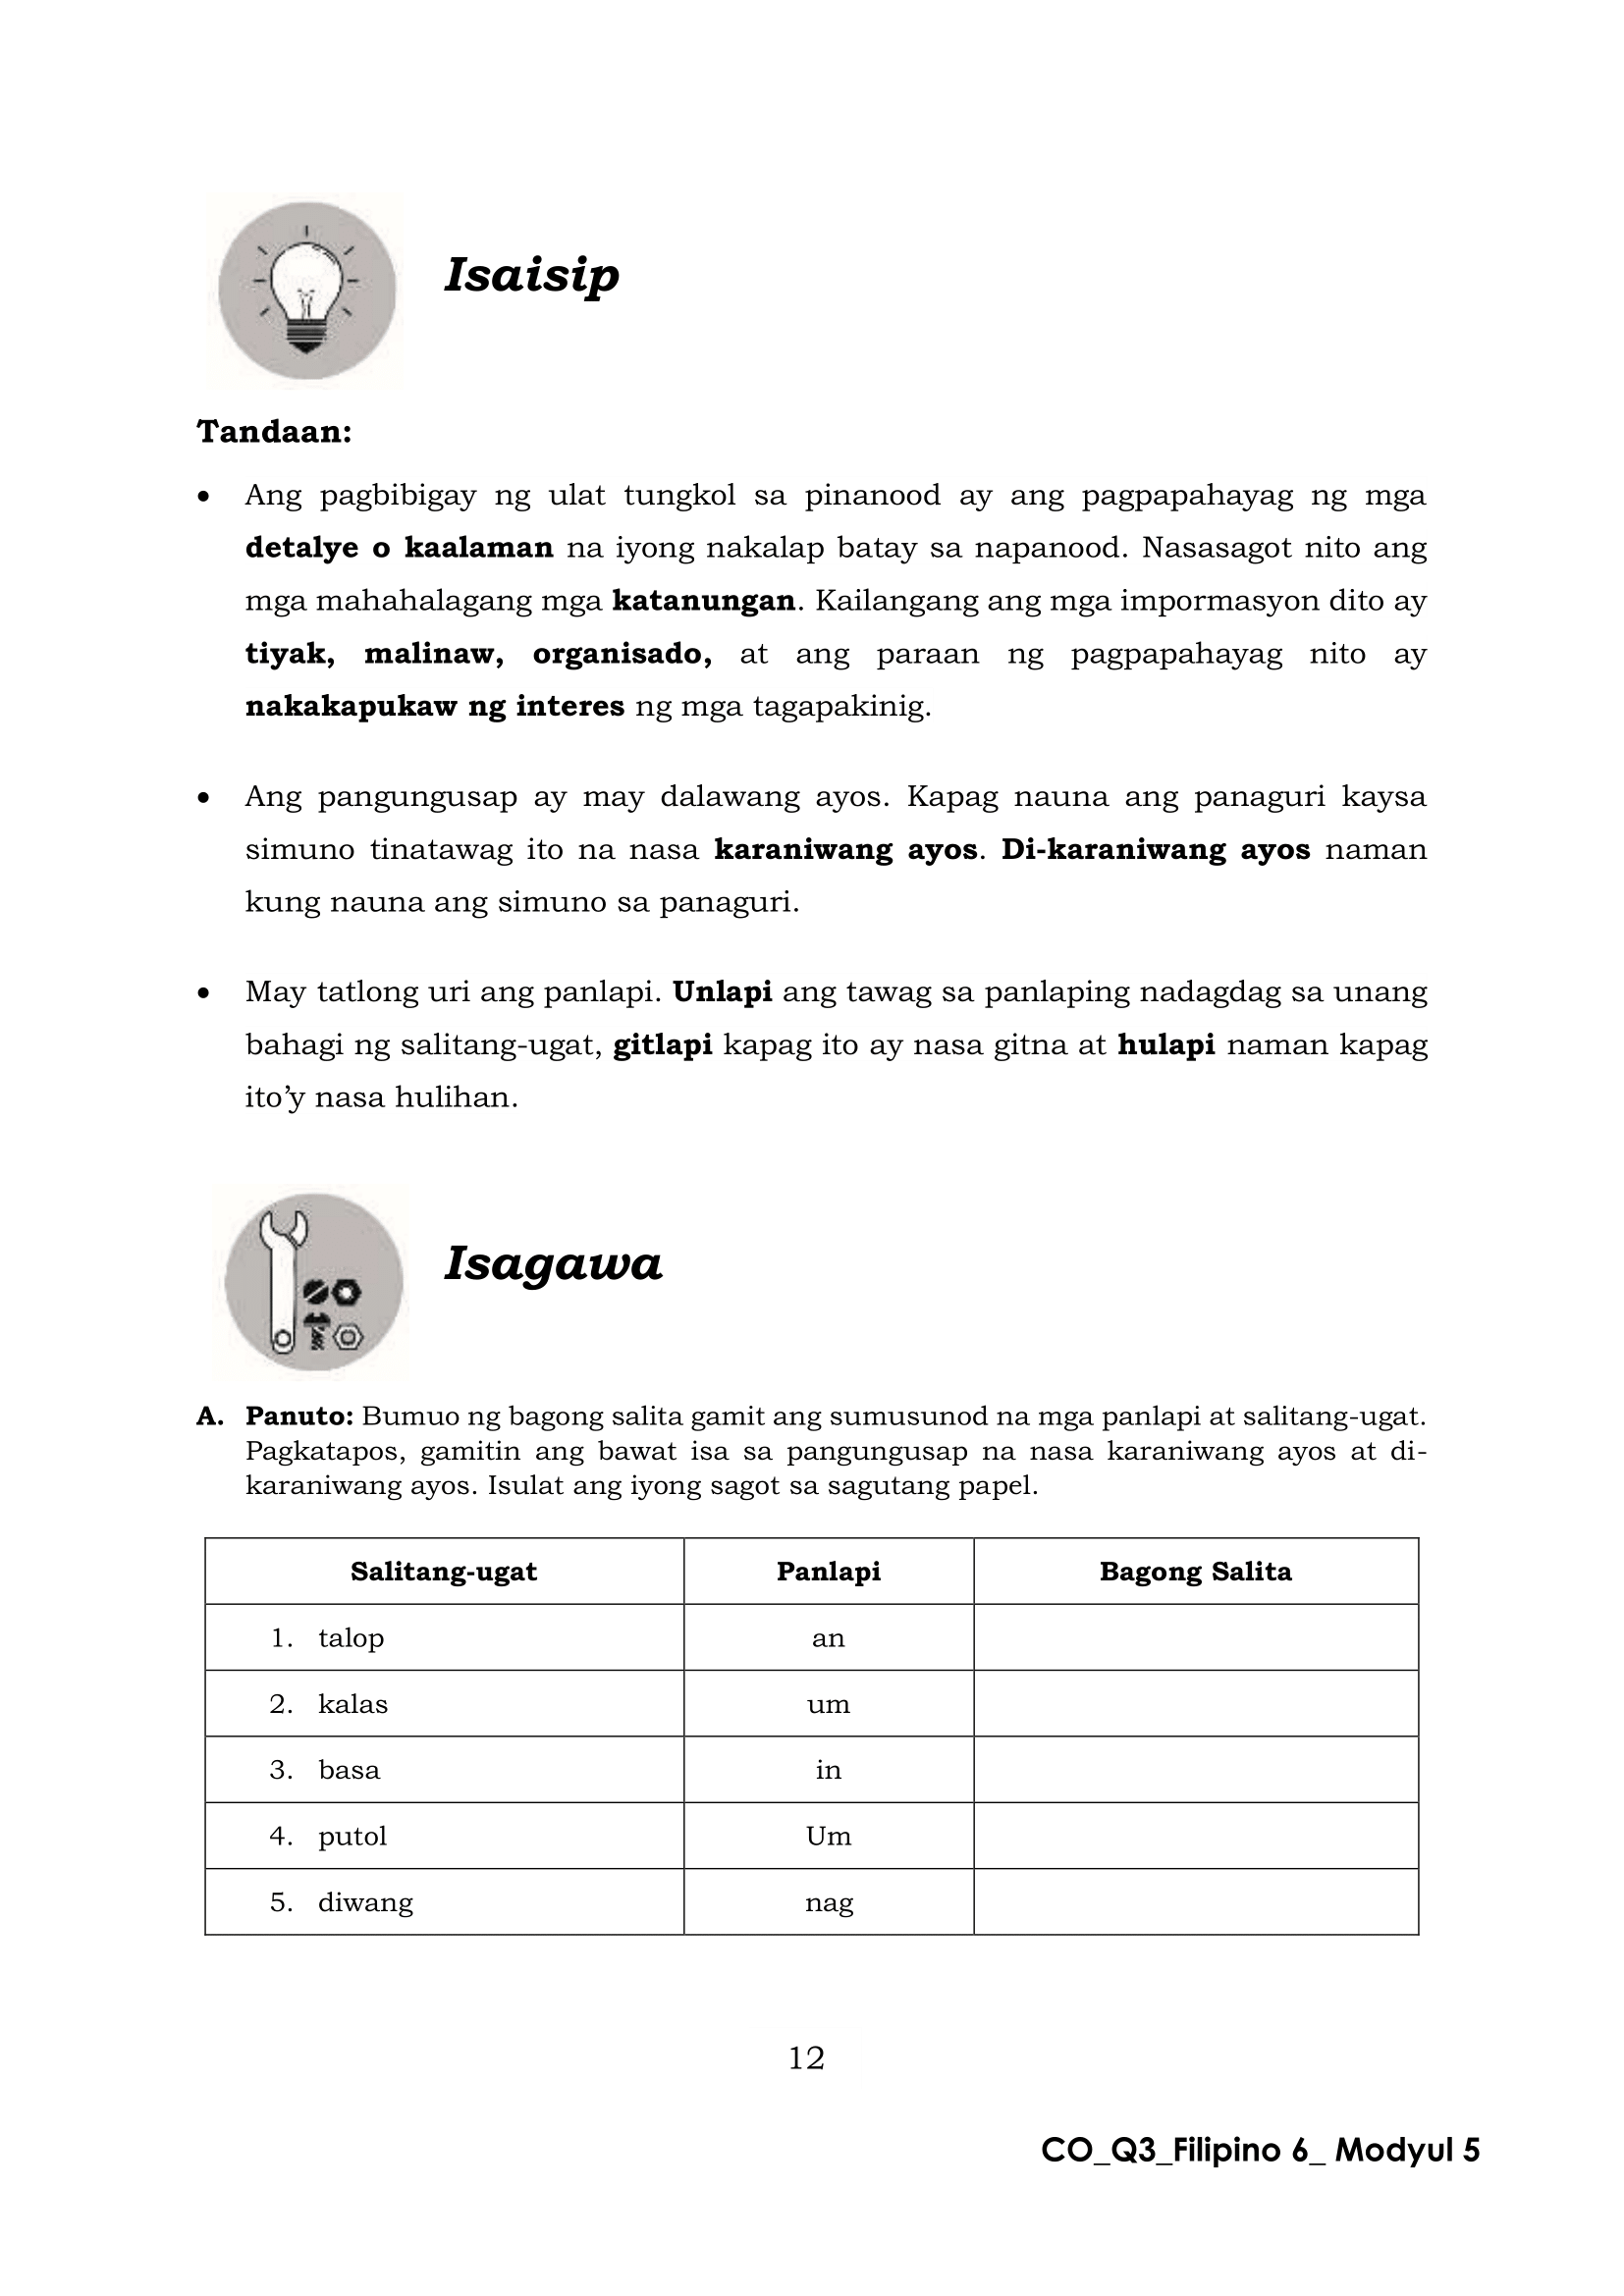 Isaisip
Tandaan:
• Ang pagbibigay ng ulat tungkol sa pinanood ay ang pagpapahayag ng mga
detalye o kaalaman na iyong nakalap batay sa napanood. Nasasagot nito ang
mga mahahalagang mga katanungan. Kailangang ang mga impormasyon dito ay
tiyak, malinaw, organisado, at ang paraan ng pagpapahayag nito ay
nakakapukaw ng interes ng mga tagapakinig.
• Ang pangungusap ay may dalawang ayos. Kapag nauna ang panaguri kaysa
simuno tinatawag ito na nasa karaniwang ayos. Di-karaniwang ayos naman
kung nauna ang simuno sa panaguri.
• May tatlong uri ang panlapi. Unlapi ang tawag sa panlaping nadagdag sa unang
bahagi ng salitang-ugat, gitlapi kapag ito ay nasa gitna at hulapi naman kapag
ito’y nasa hulihan.
Isagawa
A. Panuto: Bumuo ng bagong salita gamit ang sumusunod na mga panlapi at salitang-ugat.
Pagkatapos, gamitin ang bawat isa sa pangungusap na nasa karaniwang ayos at di-
karaniwang ayos. Isulat ang iyong sagot sa sagutang papel.
Salitang-ugat Panlapi Bagong Salita
1. talop an
2. kalas um
3. basa in
4. putol Um
5. diwang nag
12
CO_Q3_Filipino 6_ Modyul 5